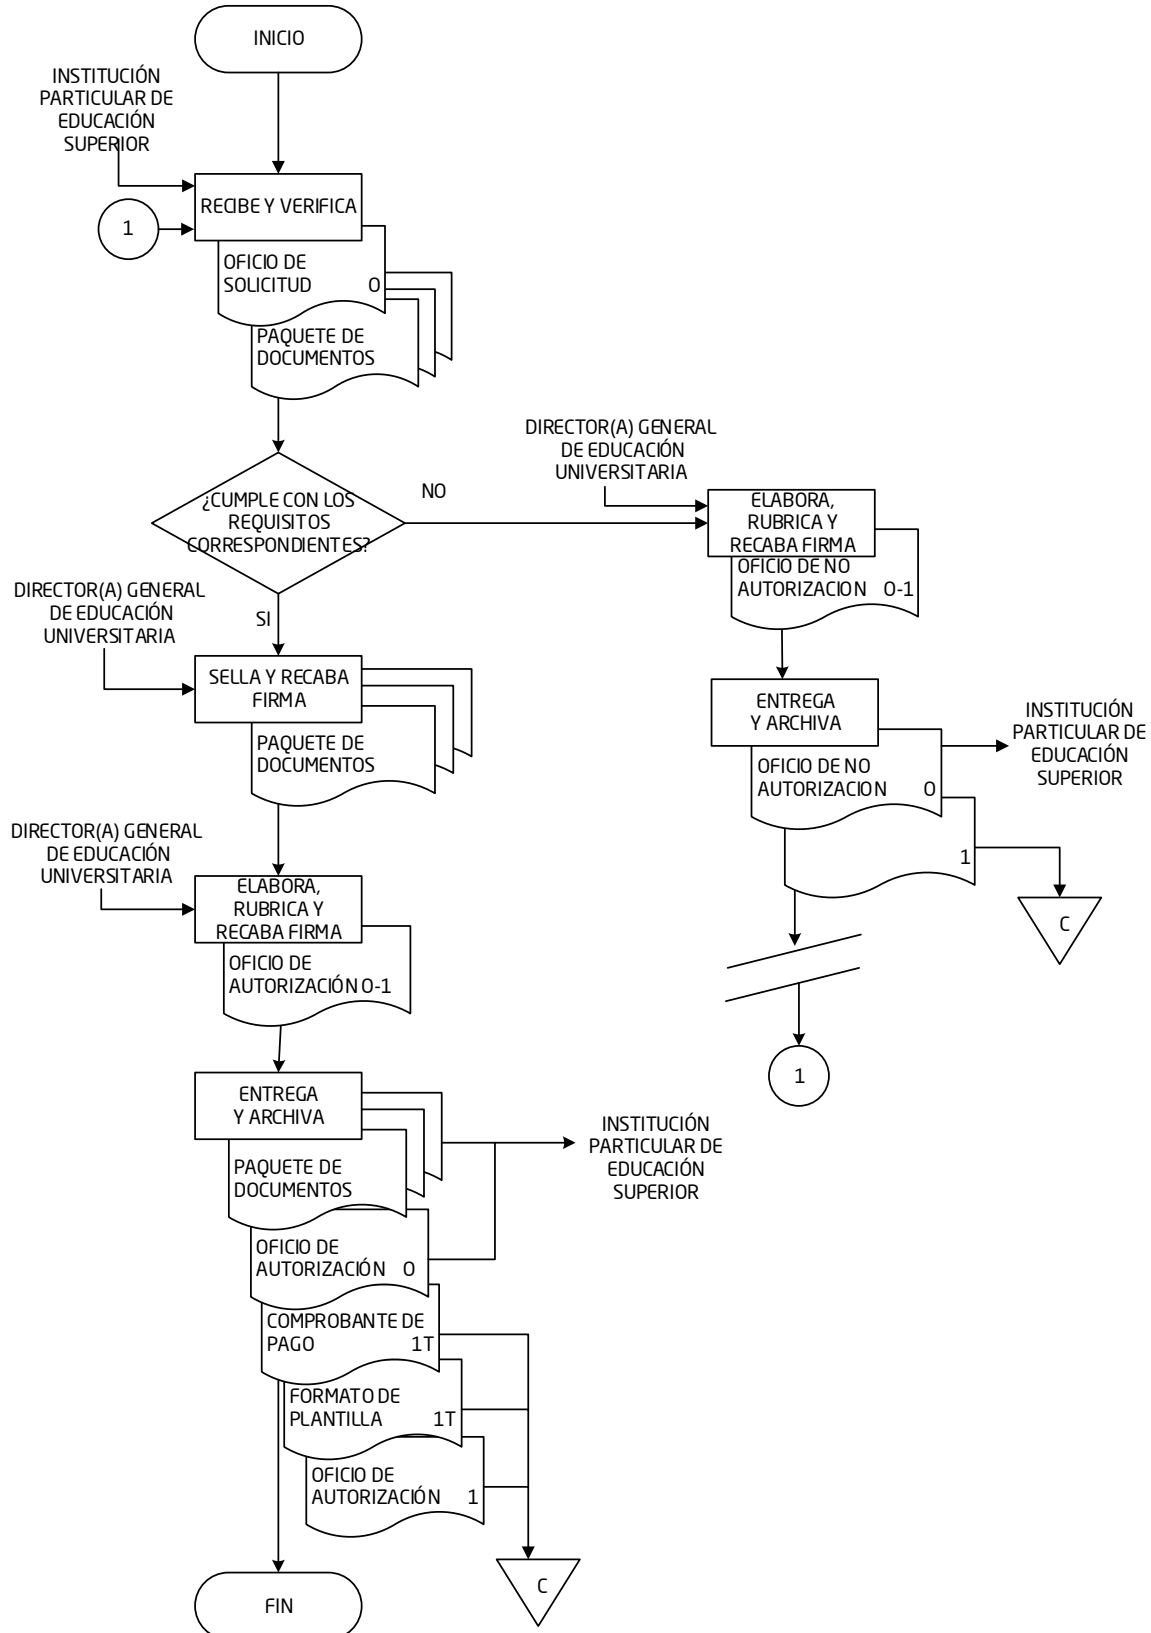 INICIO
INSTITUCIÓN
PARTICULAR DE
EDUCACIÓN
SUPERIOR
RECIBE Y VERIFICA
1
OFICIO DE
SOLICITUD O
PAQUETE DE
DOCUMENTOS
¿CUMPLE CON LOS
REQUISITOS
CORRESPONDIENTES?
NO
SI
DIRECTOR(A) GENERAL
DE EDUCACIÓN
UNIVERSITARIA
ELABORA,
RUBRICA Y
RECABA FIRMA
OFICIO DE NO
AUTORIZACION O-1
ENTREGA
Y ARCHIVA
OFICIO DE NO
AUTORIZACION O
1
INSTITUCIÓN
PARTICULAR DE
EDUCACIÓN
SUPERIOR
C
1
DIRECTOR(A) GENERAL
DE EDUCACIÓN
UNIVERSITARIA
SELLA Y RECABA
FIRMA
PAQUETE DE
DOCUMENTOS
DIRECTOR(A) GENERAL
DE EDUCACIÓN
UNIVERSITARIA
ELABORA,
RUBRICA Y
RECABA FIRMA
OFICIO DE
AUTORIZACIÓN O-1
ENTREGA
Y ARCHIVA
PAQUETE DE
DOCUMENTOS
OFICIO DE
AUTORIZACIÓN O
INSTITUCIÓN
PARTICULAR DE
EDUCACIÓN
SUPERIOR
COMPROBANTE DE
PAGO 1T
FORMATO DE
PLANTILLA 1T
OFICIO DE
AUTORIZACIÓN 1
C
FIN